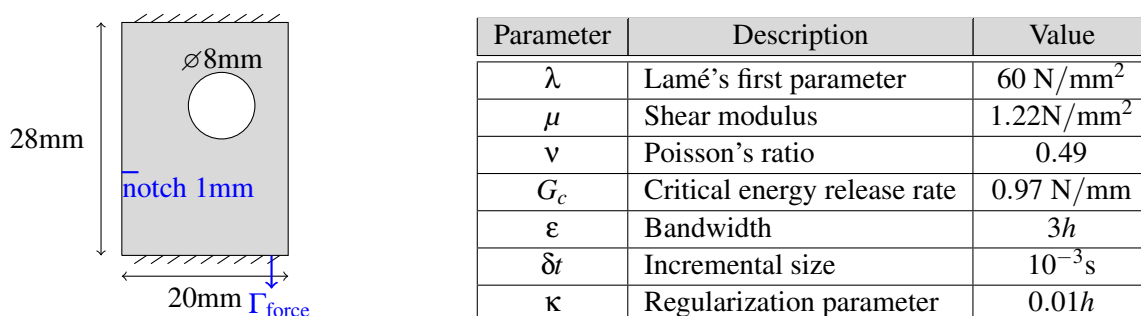 ⌀8mm
28mm
notch 1mm
20mm
Γforce
Parameter Description Value
λ Lamé's first parameter 60 N/mm²
μ Shear modulus 1.22N/mm²
ν Poisson's ratio 0.49
Gc Critical energy release rate 0.97 N/mm
ε Bandwidth 3h
δt Incremental size 10⁻³s
κ Regularization parameter 0.01h